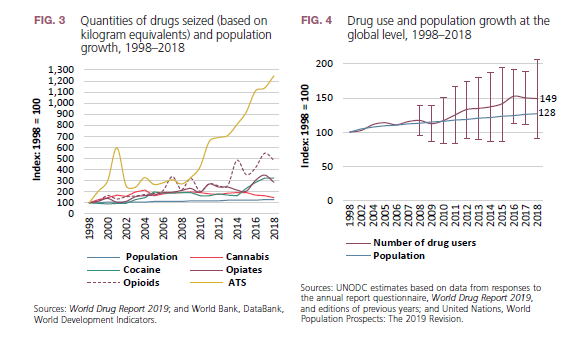 FIG. 3 Quantities of drugs seized (based on
kilogram equivalents) and population
growth, 1998–2018
Index: 1998 = 100
1,300
1,200
1,100
1,000
900
800
700
600
500
400
300
200
100
0
1998
2000
2002
2004
2006
2008
2010
2012
2014
2016
2018
Population Cannabis
Cocaine Opiates
Opioids ATS
Sources: World Drug Report 2019; and World Bank, DataBank,
World Development Indicators.
FIG. 4 Drug use and population growth at the
global level, 1998–2018
Index: 1998 = 100
200
150
100
50
0
149
128
1998
2002
2004
2005
2006
2007
2008
2009
2010
2011
2012
2013
2014
2015
2016
2017
2018
Number of drug users
Population
Sources: UNODC estimates based on data from responses to
the annual report questionnaire, World Drug Report 2019,
and editions of previous years; and United Nations, World
Population Prospects: The 2019 Revision.